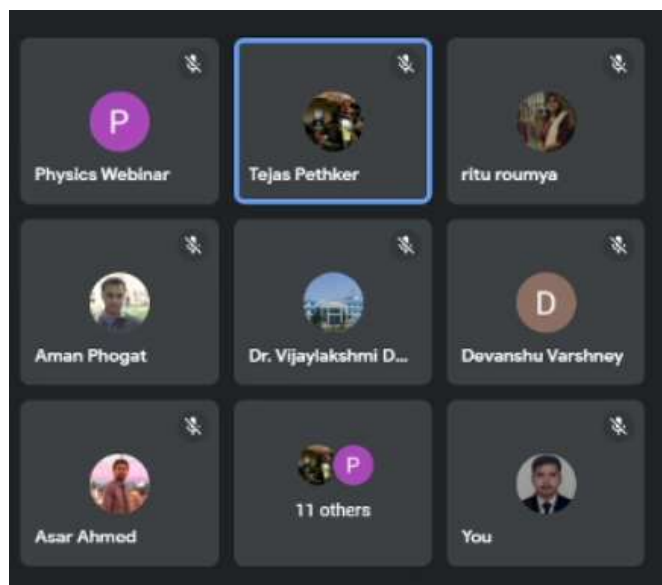 P
Physics Webinar
Tejas Pethker
ritu roumya
Aman Phogat
Dr. Vijaylakshmi D...
D
Devanshu Varshney
Asar Ahmed
P
11 others
You